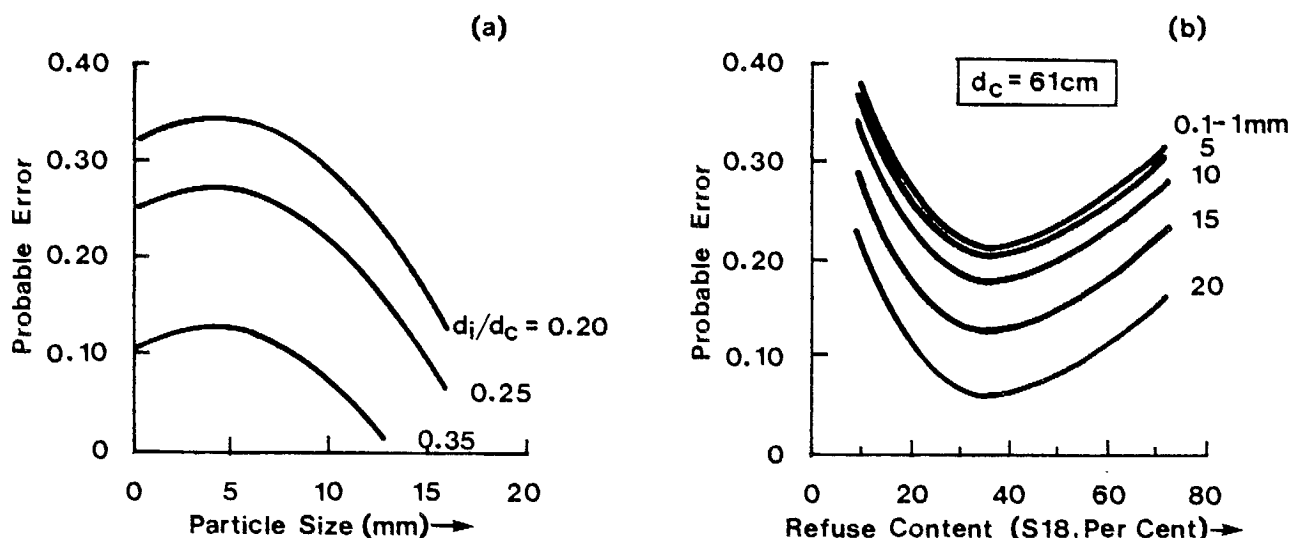 (a)
0.40
0.30
0.20
0.10
0
Probable Error
di/dc = 0.20
0.25
0.35
0 5 10 15 20
Particle Size (mm)→
(b)
0.40
0.30
0.20
0.10
0
Probable Error
dc = 61cm
0.1-1mm
5
10
15
20
0 20 40 60 80
Refuse Content (S18, Per Cent)→